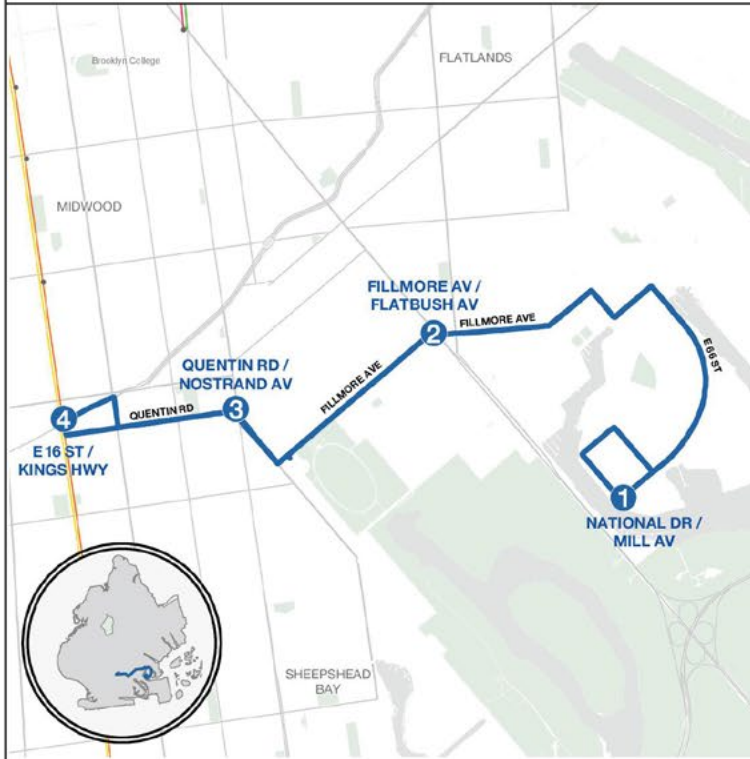 Brooklyn College
FLATLANDS
MIDWOOD
FILLMORE AV /
FLATBUSH AV
FILLMORE AVE
2
E 66 ST
QUENTIN RD /
NOSTRAND AV
FILLMORE AVE
3
QUENTIN RD
4
E 16 ST /
KINGS HWY
1
NATIONAL DR /
MILL AV
SHEEPSHEAD
BAY